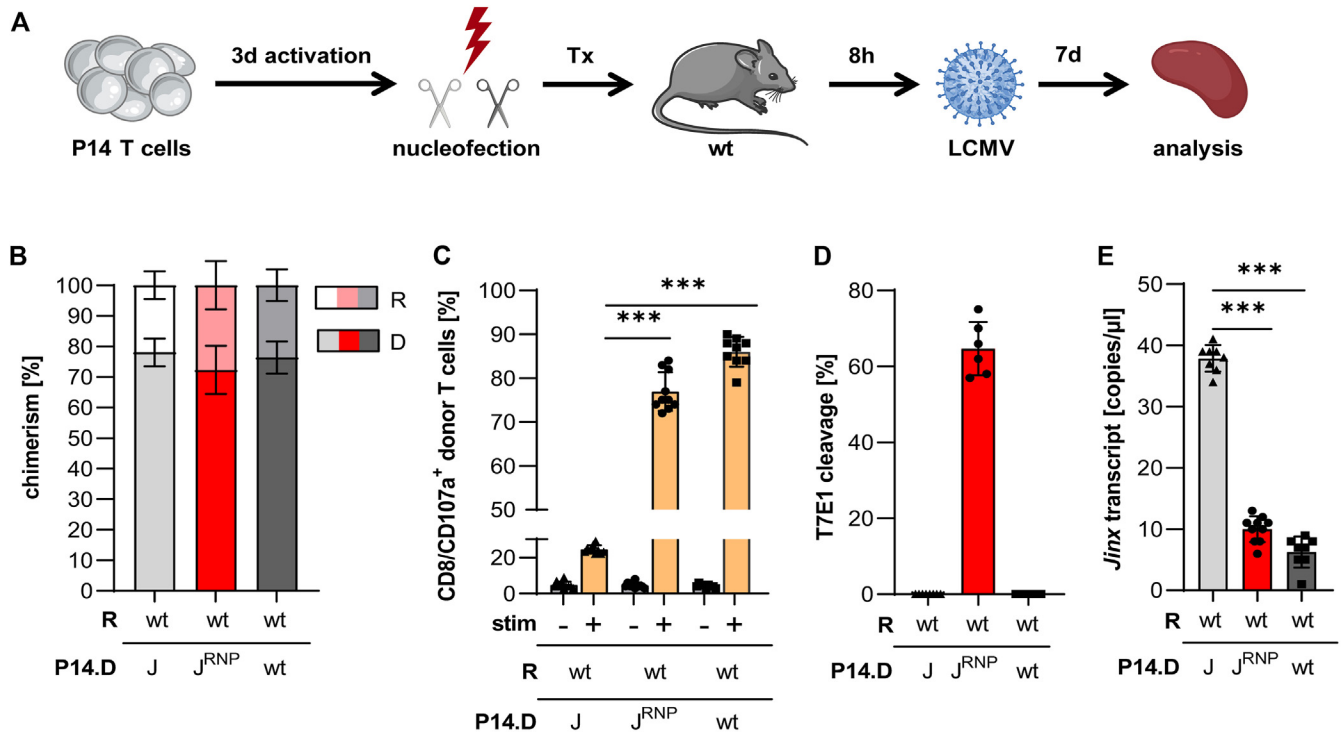 A
3d activation
Tx
8h
7d
P14 T cells
nucleofection
wt
LCMV
analysis
B
chimerism [%]
100
90
80
70
60
50
40
30
20
10
0
R
D
R wt wt wt
P14.D J J^RNP wt
C
CD8/CD107a+ donor T cells [%]
100
90
80
70
60
50
20
0
***
***
stim - + - + - +
R wt wt wt
P14.D J J^RNP wt
D
T7E1 cleavage [%]
80
60
40
20
0
R wt wt wt
P14.D J J^RNP wt
E
Jinx transcript [copies/µl]
50
40
30
20
10
0
***
***
R wt wt wt
P14.D J J^RNP wt